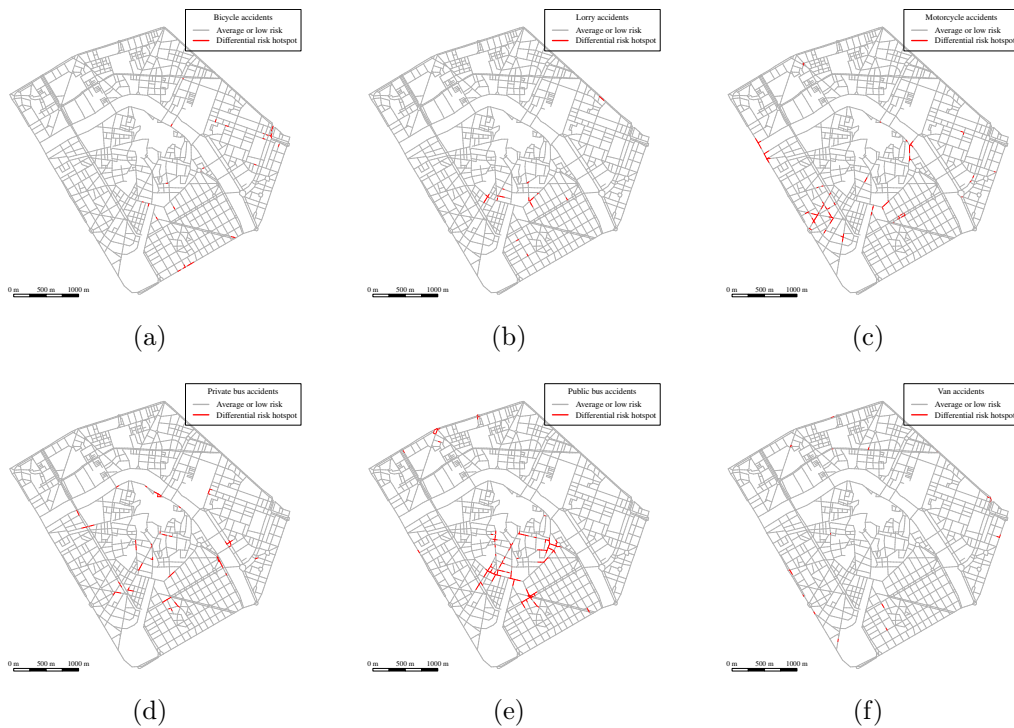 Bicycle accidents
Average or low risk
Differential risk hotspot
0 m 500 m 1000 m
(a)
Lorry accidents
Average or low risk
Differential risk hotspot
0 m 500 m 1000 m
(b)
Motorcycle accidents
Average or low risk
Differential risk hotspot
0 m 500 m 1000 m
(c)
Private bus accidents
Average or low risk
Differential risk hotspot
0 m 500 m 1000 m
(d)
Public bus accidents
Average or low risk
Differential risk hotspot
0 m 500 m 1000 m
(e)
Van accidents
Average or low risk
Differential risk hotspot
0 m 500 m 1000 m
(f)